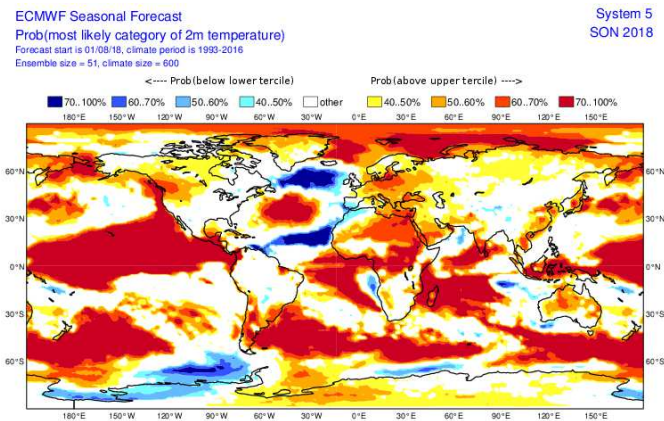 ECMWF Seasonal Forecast
System 5
Prob(most likely category of 2m temperature)
SON 2018
Forecast start is 01/08/18, climate period is 1993-2016
Ensemble size = 51, climate size = 600
<---- Prob(below lower tercile) Prob(above upper tercile) ---->
70..100% 60..70% 50..60% 40..50% other 40..50% 50..60% 60..70% 70..100%
180°E 150°W 120°W 90°W 60°W 30°W 0°E 30°E 60°E 90°E 120°E 150°E
60°N 60°N
30°N 30°N
0°N 0°N
30°S 30°S
60°S 60°S
180°E 150°W 120°W 90°W 60°W 30°W 0°E 30°E 60°E 90°E 120°E 150°E